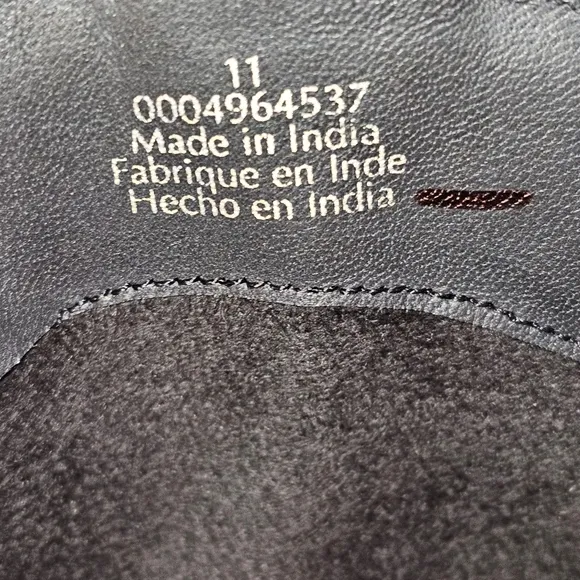 11
0004964537
Made in India
Fabrique en Inde
Hecho en India